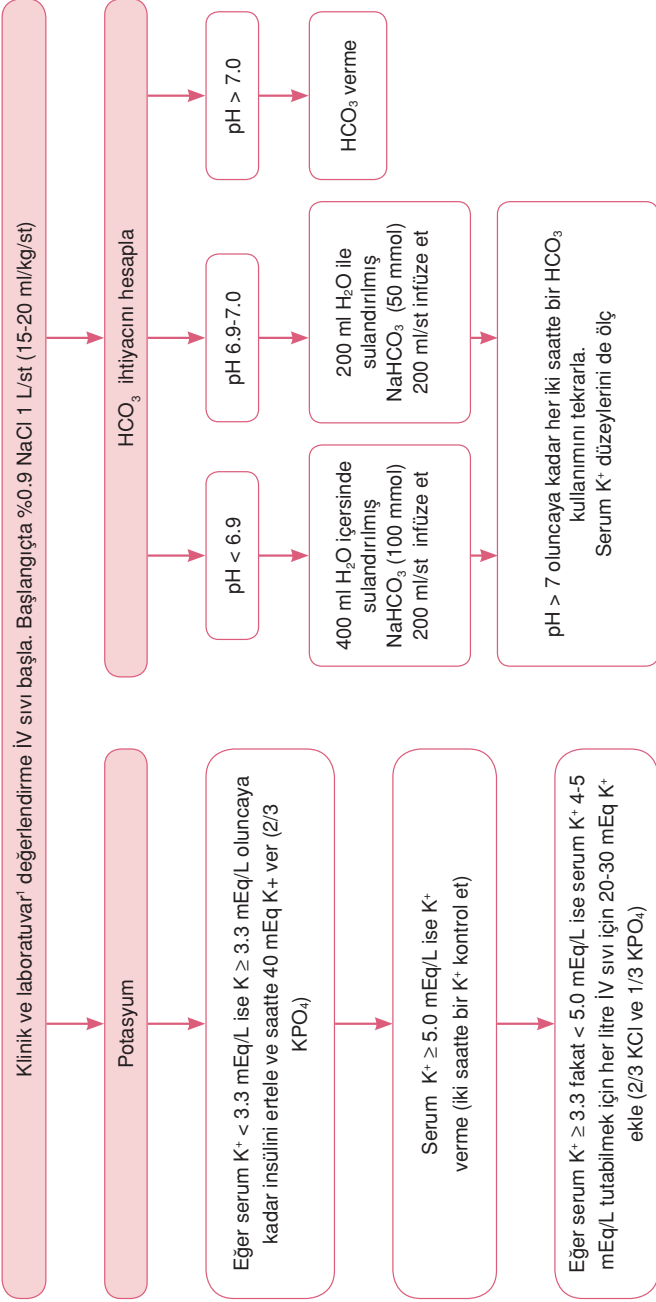 Klinik ve laboratuvar¹ değerlendirme İV sıvı başla. Başlangıçta %0.9 NaCl 1 L/st (15-20 ml/kg/st)
Potasyum
Eğer serum K⁺ < 3.3 mEq/L ise K ≥ 3.3 mEq/L oluncaya
kadar insülini ertele ve saatte 40 mEq K+ ver (2/3
KPO₄)
Serum K⁺ ≥ 5.0 mEq/L ise K⁺
verme (iki saatte bir K⁺ kontrol et)
Eğer serum K⁺ ≥ 3.3 fakat < 5.0 mEq/L ise serum K⁺ 4-5
mEq/L tutabilmek için her litre İV sıvı için 20-30 mEq K⁺
ekle (2/3 KCl ve 1/3 KPO₄)
HCO₃ ihtiyacını hesapla
pH < 6.9
400 ml H₂O içersinde
sulandırılmış
NaHCO₃ (100 mmol)
200 ml/st infüze et
pH 6.9-7.0
200 ml H₂O ile
sulandırılmış
NaHCO₃ (50 mmol)
200 ml/st infüze et
pH > 7.0
HCO₃ verme
pH > 7 oluncaya kadar her iki saatte bir HCO₃
kullanımını tekrarla.
Serum K⁺ düzeylerini de ölç